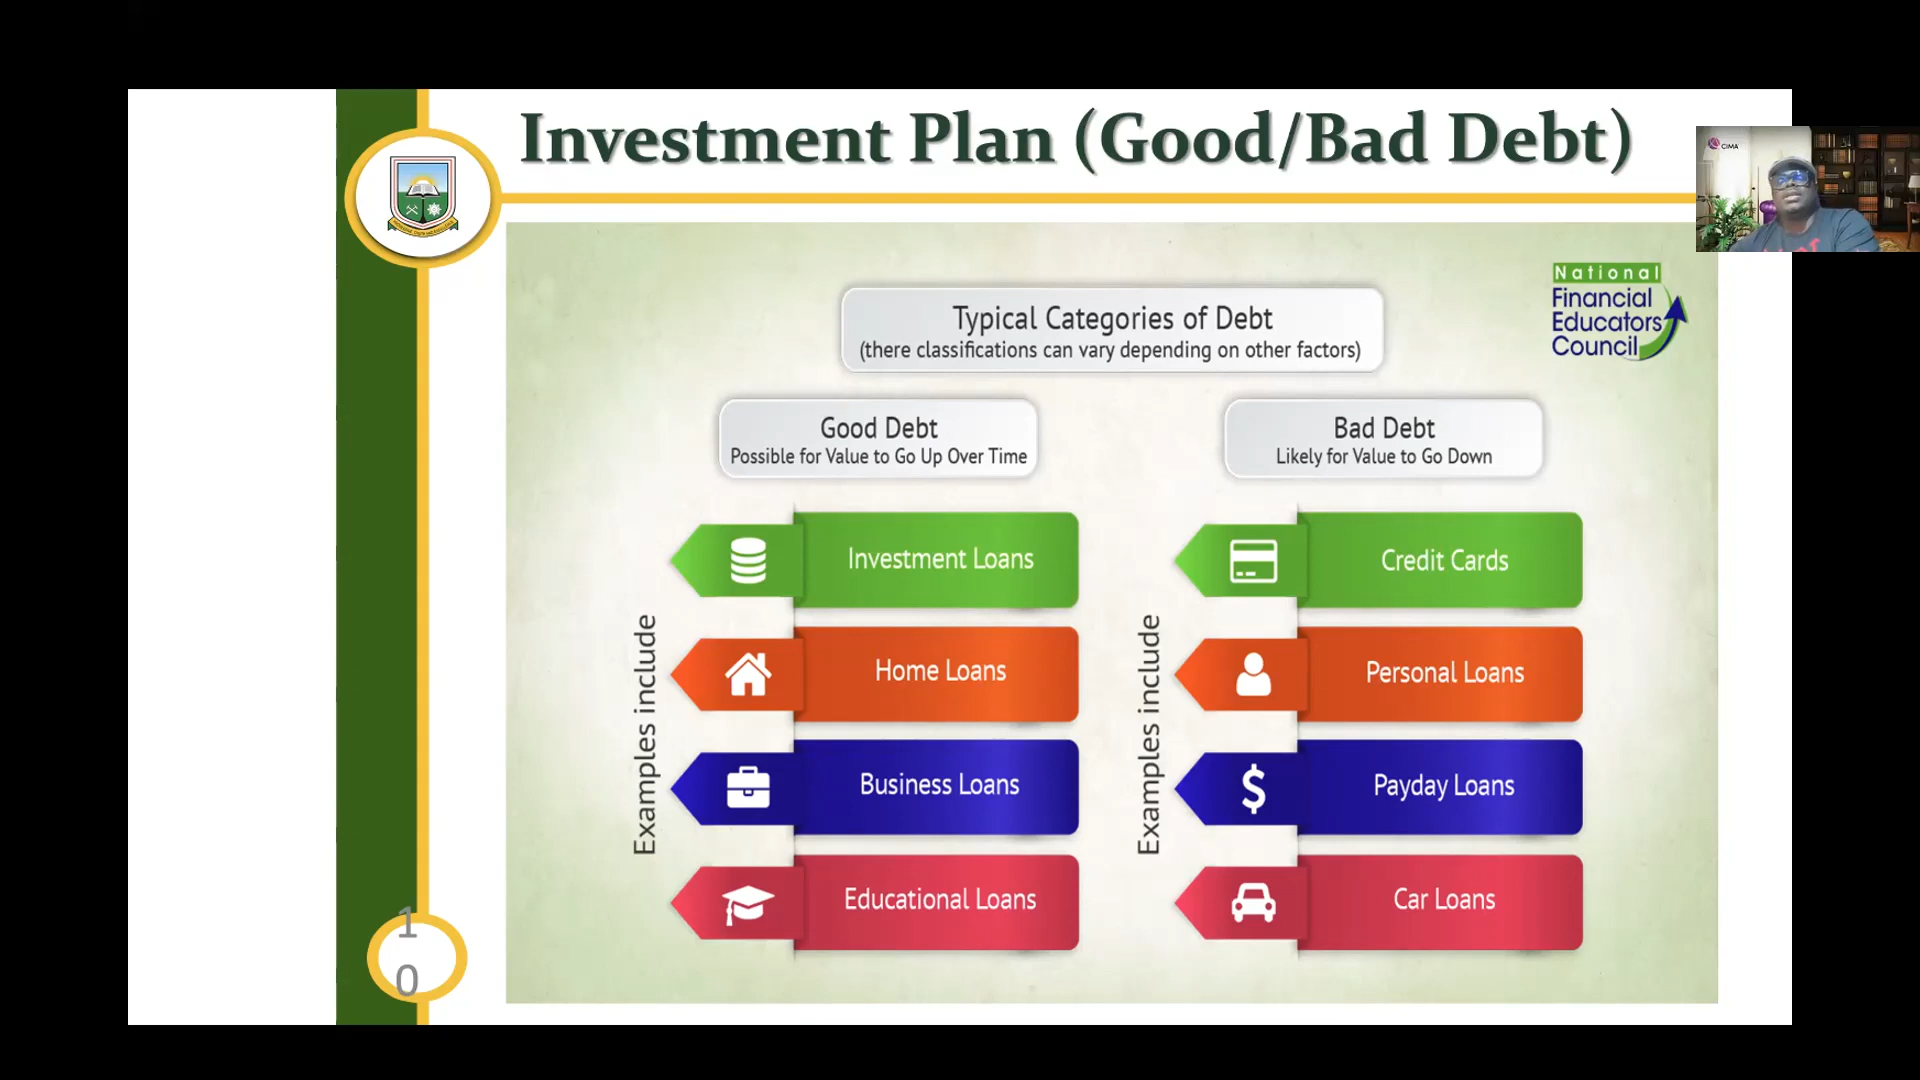 Investment Plan (Good/Bad Debt)
CIMA
National
Financial
Educators
Council
Typical Categories of Debt
(there classifications can vary depending on other factors)
Good Debt
Possible for Value to Go Up Over Time
Bad Debt
Likely for Value to Go Down
Examples include
Investment Loans
Home Loans
Business Loans
Educational Loans
Examples include
Credit Cards
Personal Loans
Payday Loans
Car Loans
1
0